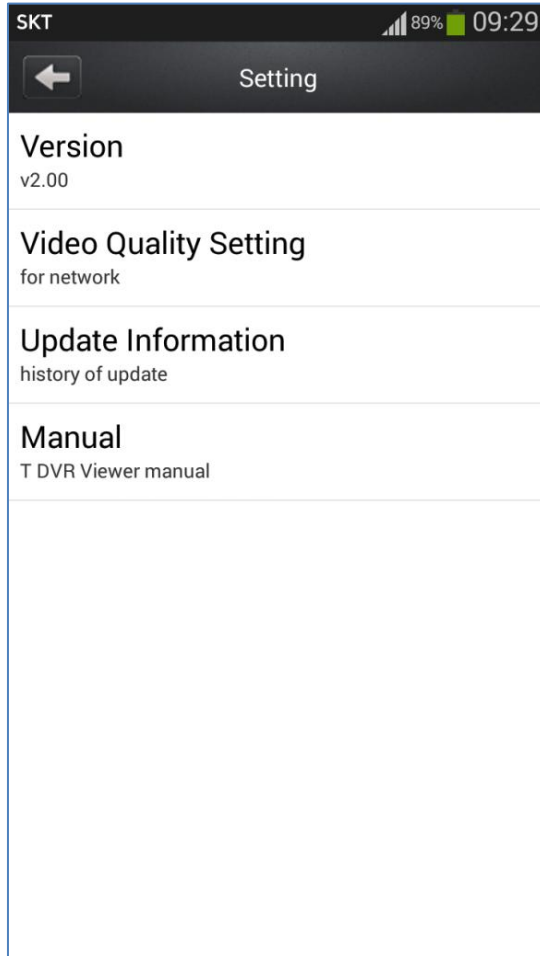 SKT 89% 09:29
Setting
Version
v2.00
Video Quality Setting
for network
Update Information
history of update
Manual
T DVR Viewer manual